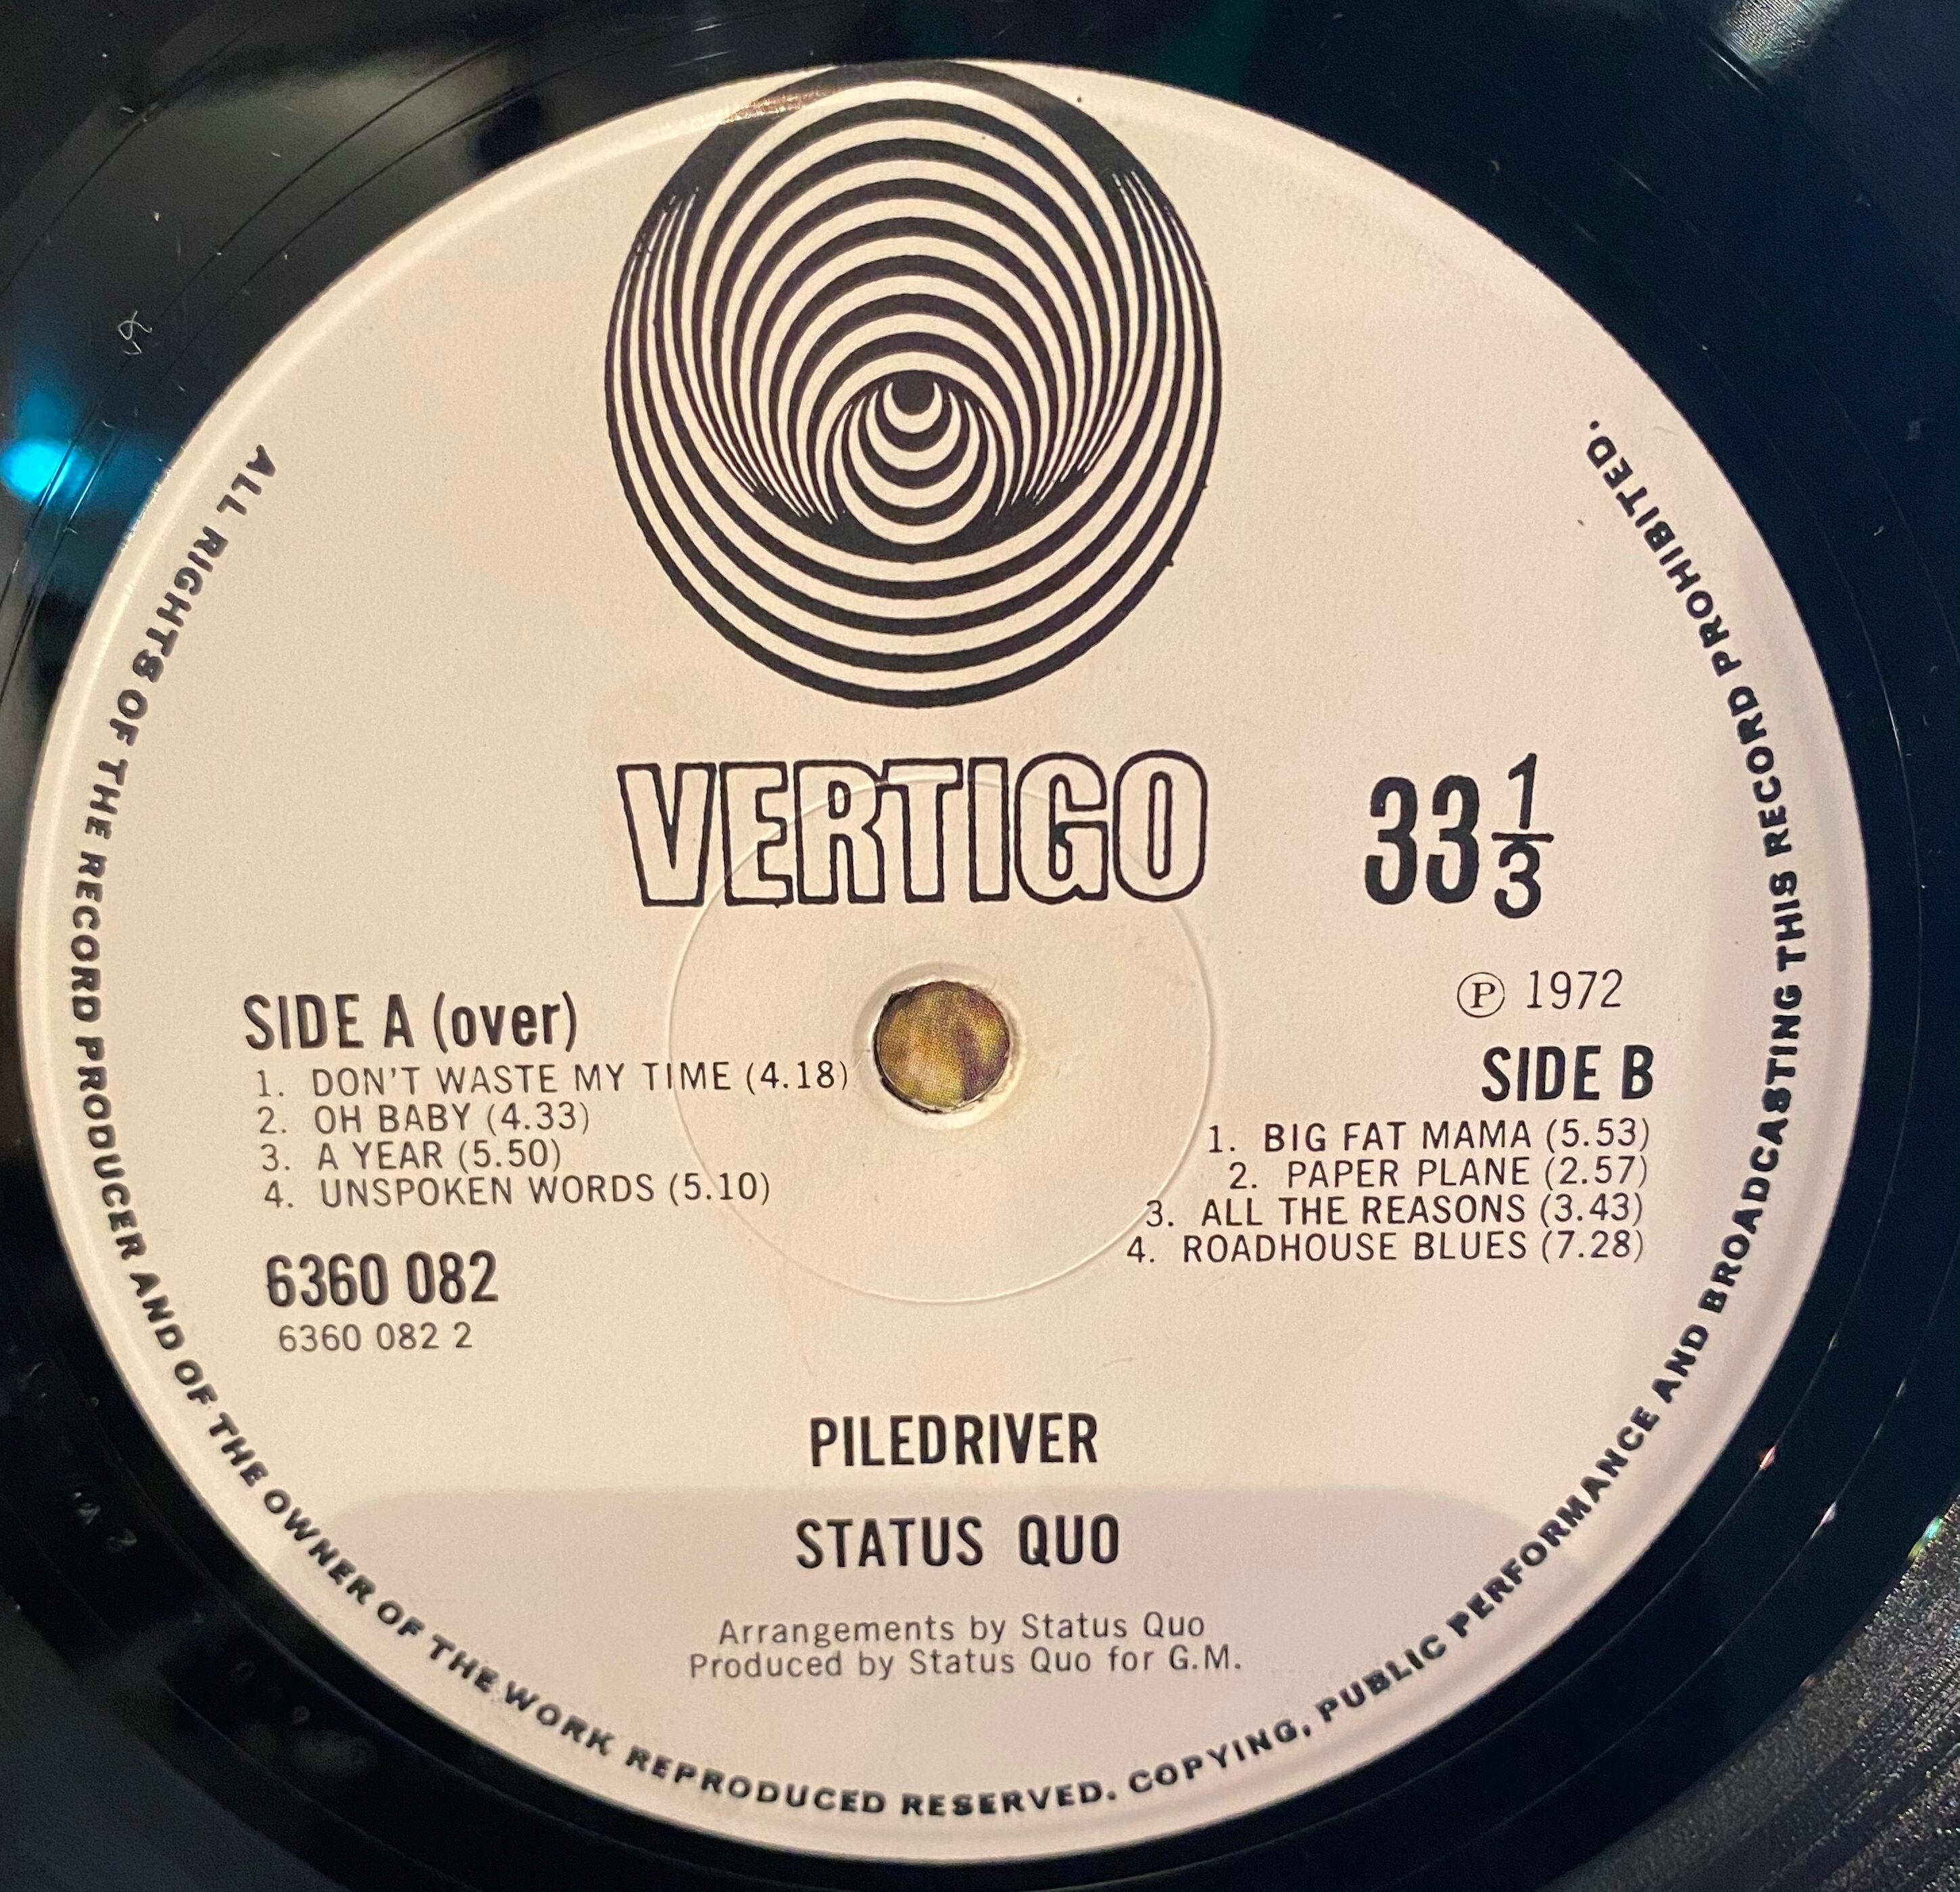 VERTIGO
33 1/3
℗ 1972
SIDE A (over)
1. DON'T WASTE MY TIME (4.18)
2. OH BABY (4.33)
3. A YEAR (5.50)
4. UNSPOKEN WORDS (5.10)
6360 082
6360 082 2
SIDE B
1. BIG FAT MAMA (5.53)
2. PAPER PLANE (2.57)
3. ALL THE REASONS (3.43)
4. ROADHOUSE BLUES (7.28)
PILEDRIVER
STATUS QUO
Arrangements by Status Quo
Produced by Status Quo for G.M.
ALL RIGHTS OF THE RECORD PRODUCER AND OF THE OWNER OF THE WORK REPRODUCED RESERVED. COPYING, PUBLIC PERFORMANCE AND BROADCASTING THIS RECORD PROHIBITED.